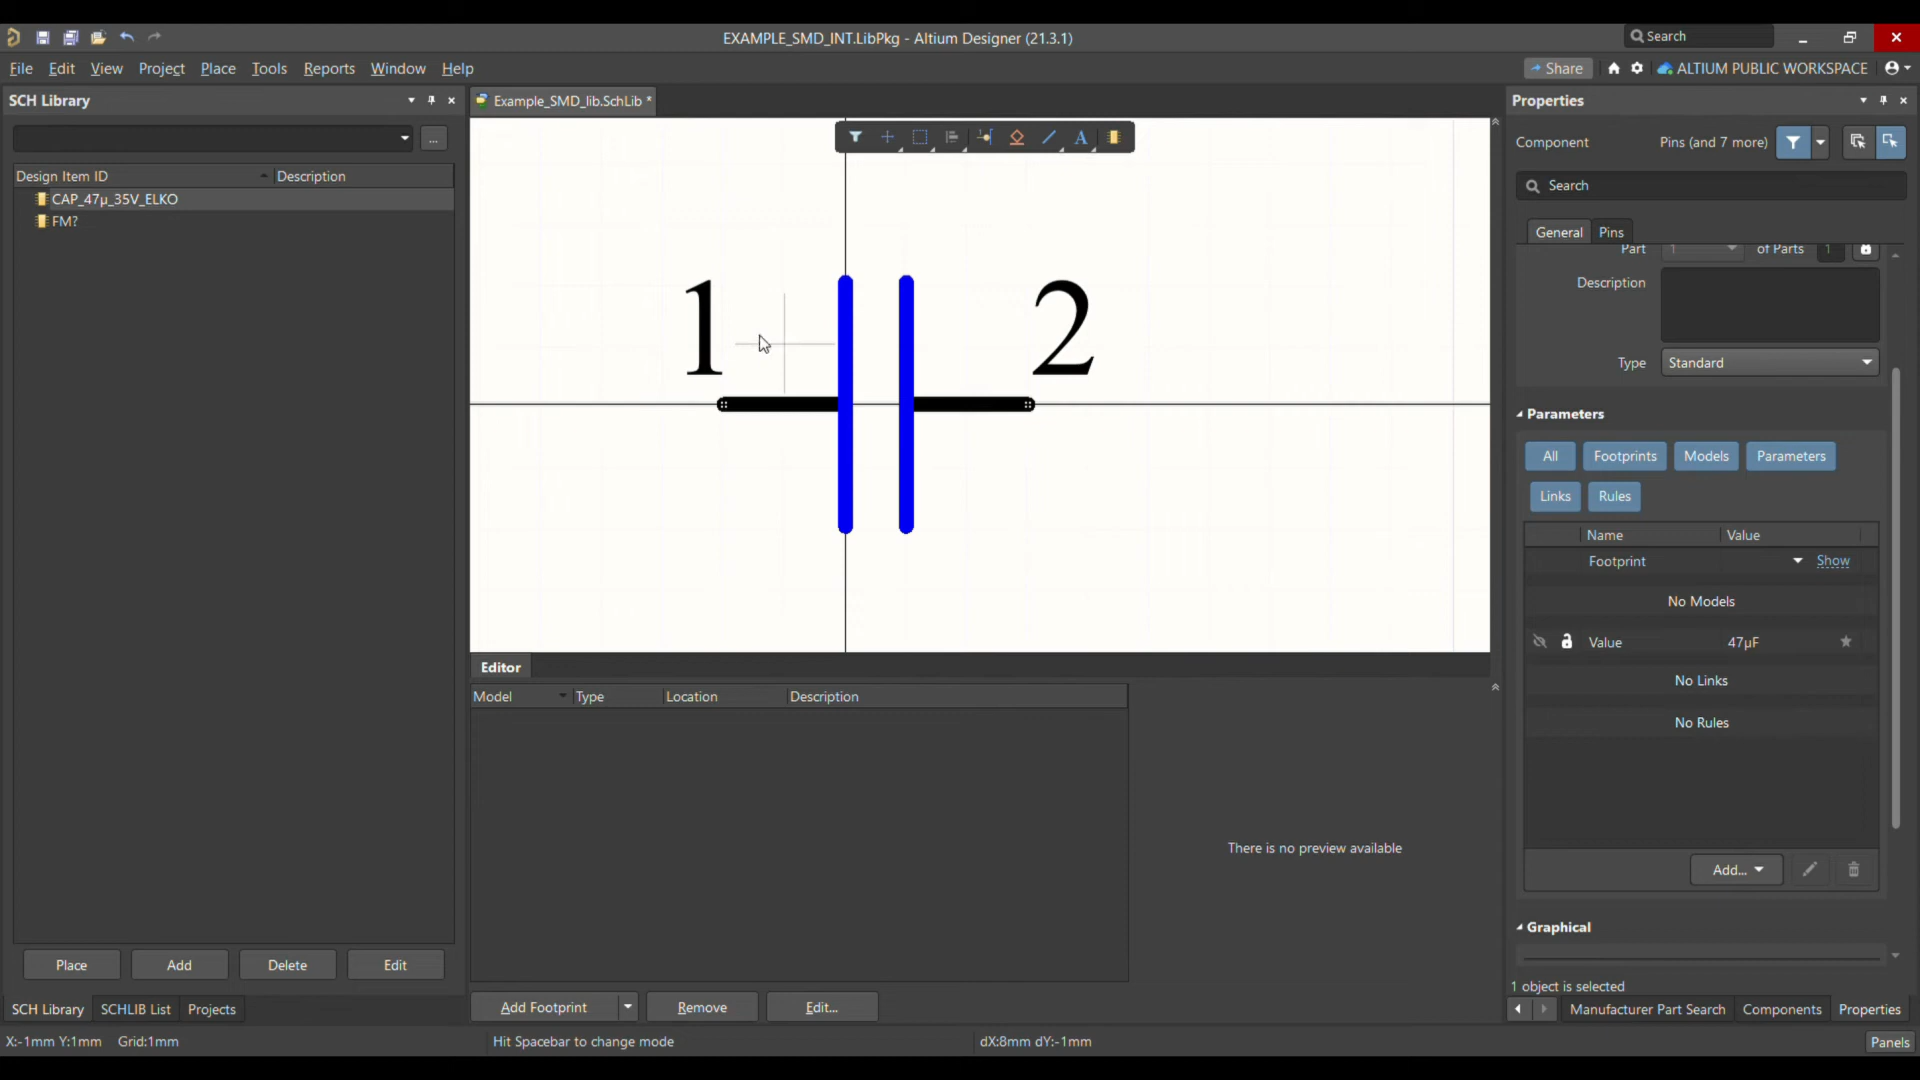 EXAMPLE_SMD_INT.LibPkg - Altium Designer (21.3.1)
Search
File Edit View Project Place Tools Reports Window Help
Share
ALTIUM PUBLIC WORKSPACE
SCH Library
Example_SMD_lib.SchLib *
Properties
...
Component
Pins (and 7 more)
Search
Design Item ID
Description
CAP_47µ_35V_ELKO
FM?
1
2
A
General Pins
Part
1
of Parts
1
Description
Type
Standard
Parameters
All Footprints Models Parameters
Links Rules
Name Value
Footprint
Show
No Models
Value 47µF
No Links
No Rules
Add...
Graphical
1 object is selected
Editor
Model Type Location Description
There is no preview available
Place Add Delete Edit
Add Footprint Remove Edit...
SCH Library SCHLIB List Projects
Manufacturer Part Search Components Properties
X:-1mm Y:1mm Grid:1mm
Hit Spacebar to change mode
dX:8mm dY:-1mm
Panels